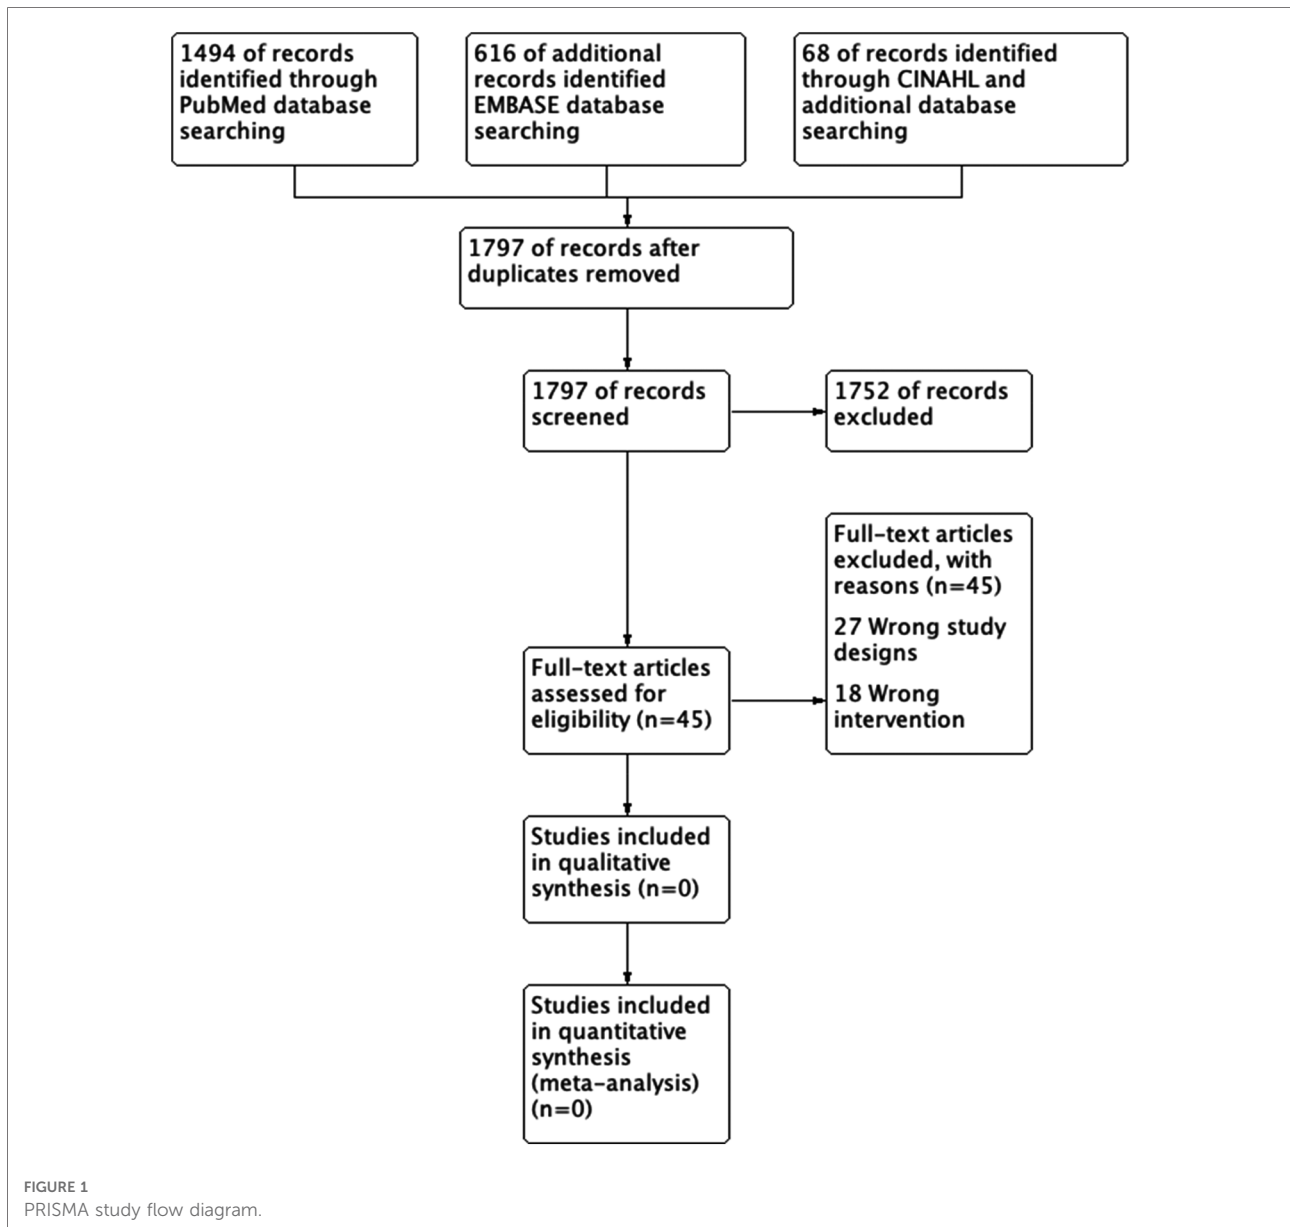 1494 of records
identified through
PubMed database
searching
616 of additional
records identified
EMBASE database
searching
68 of records identified
through CINAHL and
additional database
searching
1797 of records after
duplicates removed
1797 of records
screened
1752 of records
excluded
Full-text articles
assessed for
eligibility (n=45)
Full-text articles
excluded, with
reasons (n=45)
27 Wrong study
designs
18 Wrong
intervention
Studies included
in qualitative
synthesis (n=0)
Studies included
in quantitative
synthesis
(meta-analysis)
(n=0)
FIGURE 1
PRISMA study flow diagram.